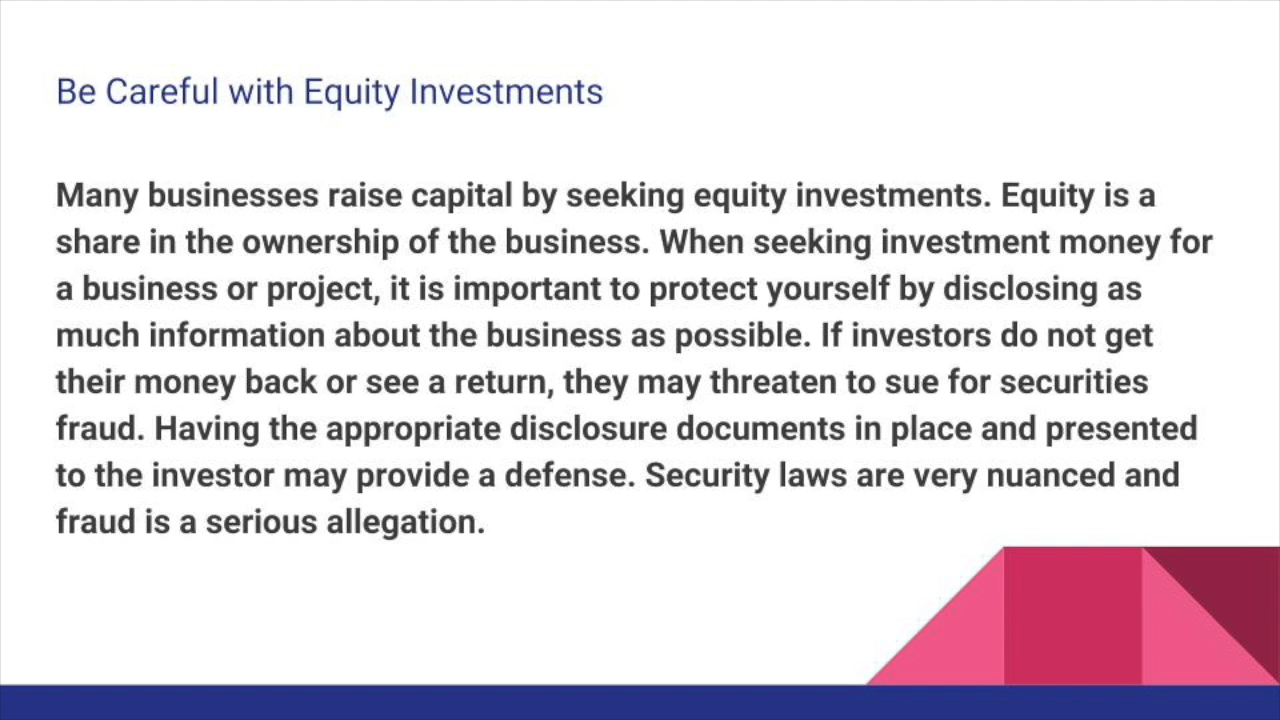 Be Careful with Equity Investments
Many businesses raise capital by seeking equity investments. Equity is a
share in the ownership of the business. When seeking investment money for
a business or project, it is important to protect yourself by disclosing as
much information about the business as possible. If investors do not get
their money back or see a return, they may threaten to sue for securities
fraud. Having the appropriate disclosure documents in place and presented
to the investor may provide a defense. Security laws are very nuanced and
fraud is a serious allegation.